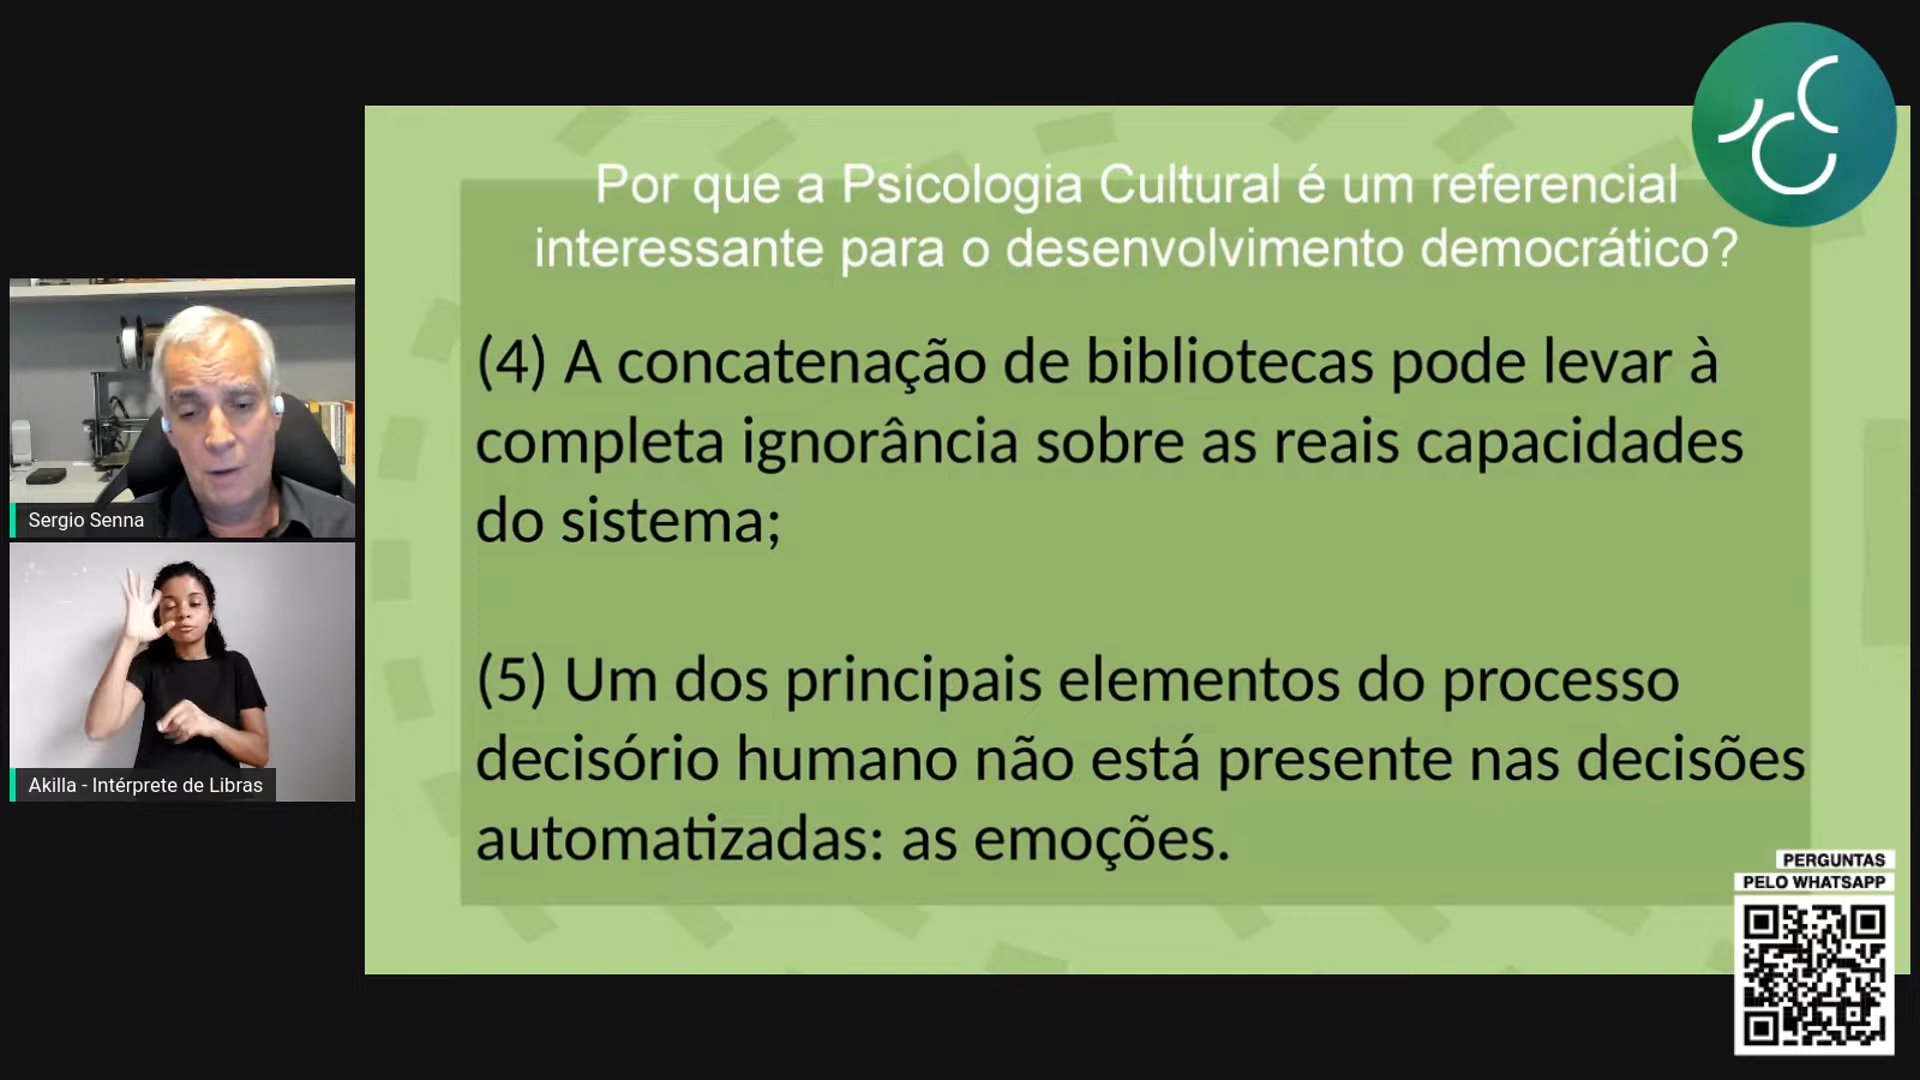 Por que a Psicologia Cultural é um referencial
interessante para o desenvolvimento democrático?
(4) A concatenação de bibliotecas pode levar à
completa ignorância sobre as reais capacidades
do sistema;
(5) Um dos principais elementos do processo
decisório humano não está presente nas decisões
automatizadas: as emoções.
Sergio Senna
Akilla - Intérprete de Libras
PERGUNTAS
PELO WHATSAPP